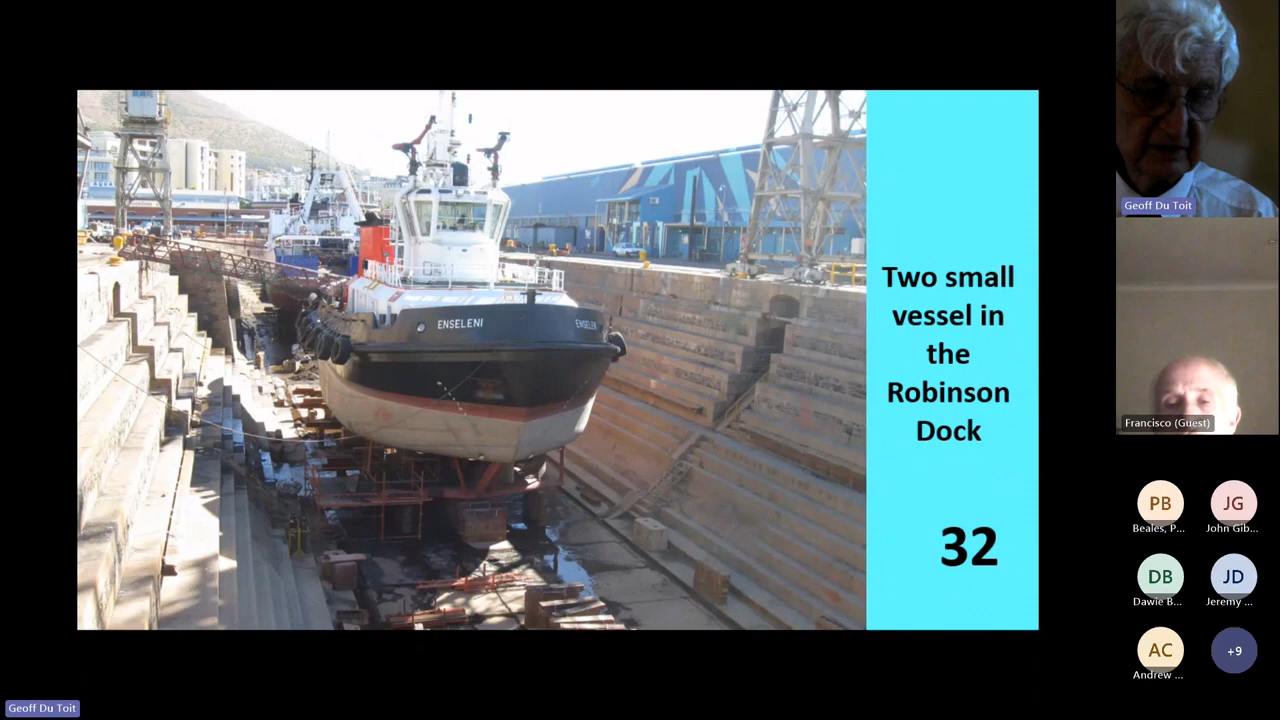 ENSELENI
ENSELEN
Two small
vessel in
the
Robinson
Dock
32
Geoff Du Toit
Francisco (Guest)
PB
JG
Beales, P...
John Gib...
DB
JD
Dawie B...
Jeremy ...
AC
+9
Andrew ...
Geoff Du Toit